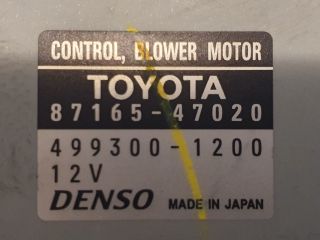 CONTROL, BLOWER MOTOR
TOYOTA
87165-47020
499300-1200
12V
DENSO MADE IN JAPAN